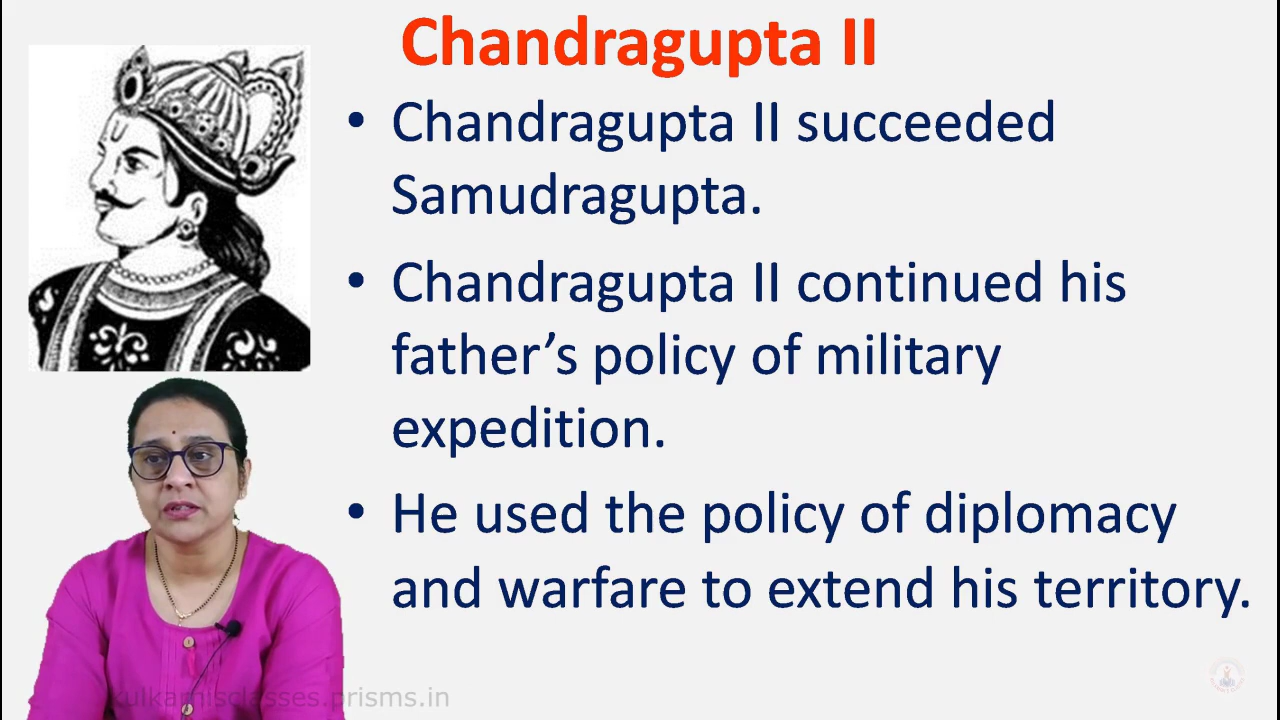 Chandragupta II
• Chandragupta II succeeded
Samudragupta.
• Chandragupta II continued his
father’s policy of military
expedition.
• He used the policy of diplomacy
and warfare to extend his territory.
kulkarnisclasses.prisms.in